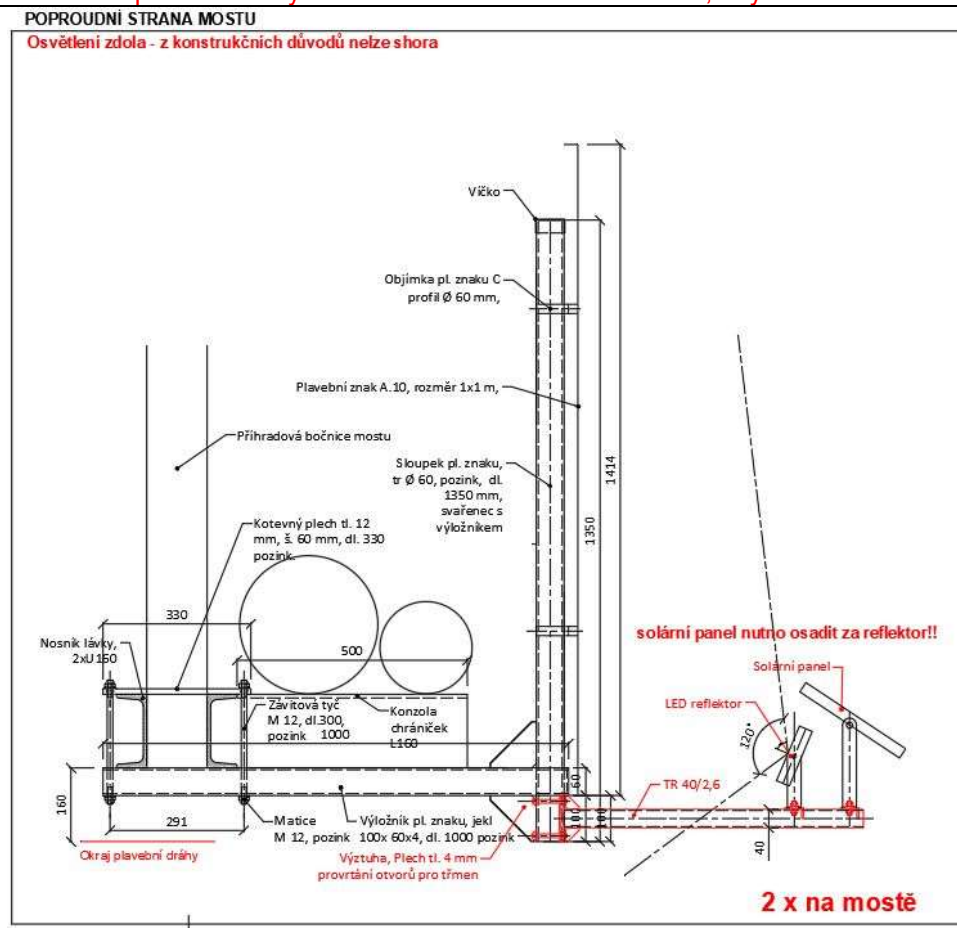 POPROUDNÍ STRANA MOSTU
Osvětlení zdola - z konstrukčních důvodů nelze shora
Víčko
Objímka pl. znaku C
profil Ø 60 mm,
Plavební znak A.10, rozměr 1x1 m,
Příhradová bočnice mostu
Sloupek pl. znaku,
tr Ø 60, pozink, dl.
1350 mm,
svařenec s
výložníkem
1414
1350
Kotevný plech tl. 12
mm, š. 60 mm, dl. 330
pozink.
330
500
Nosník lávky,
2xU160
Závitová tyč
M 12, dl.300,
pozink
1000
Konzola
chrániček
L160
solární panel nutno osadit za reflektor!!
Solární panel
LED reflektor
120°
160
60
100
100
TR 40/2,6
40
291
Matice
M 12, pozink
Výložník pl. znaku, jekl
100x 60x4, dl. 1000 pozink
Okraj plavební dráhy
Výztuha, Plech tl. 4 mm
provrtání otvorů pro třmen
2 x na mostě